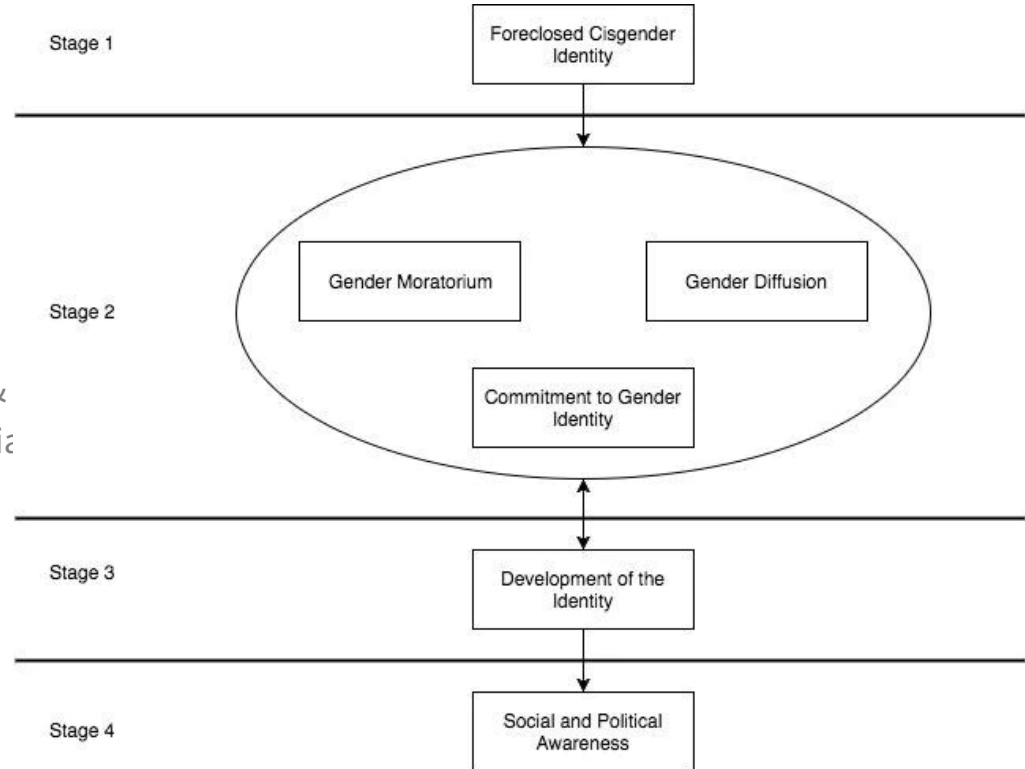 Stage 1
Foreclosed Cisgender
Identity
Gender Moratorium
Gender Diffusion
Stage 2
Commitment to Gender
Identity
Stage 3
Development of the
Identity
Stage 4
Social and Political
Awareness